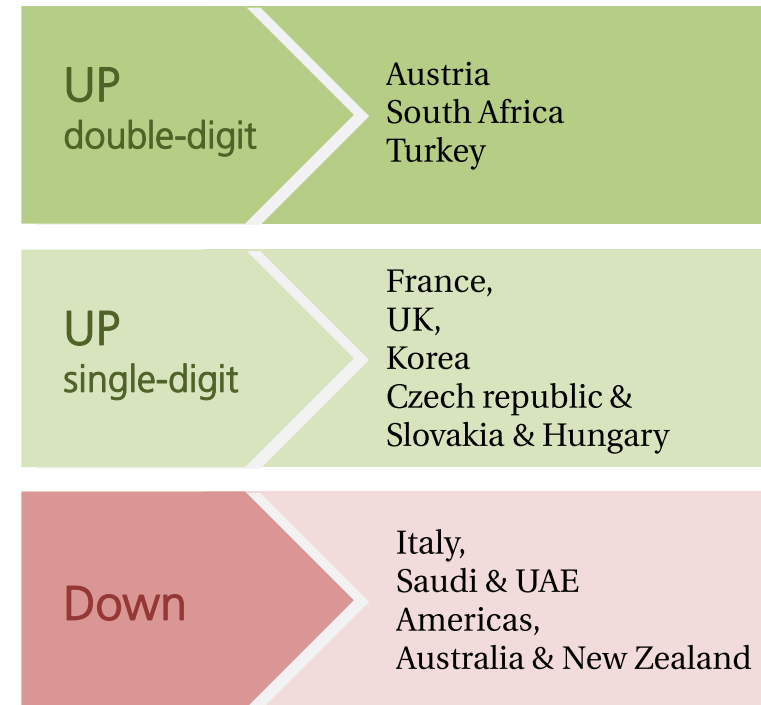 UP
double-digit
Austria
South Africa
Turkey
UP
single-digit
France,
UK,
Korea
Czech republic &
Slovakia & Hungary
Down
Italy,
Saudi & UAE
Americas,
Australia & New Zealand